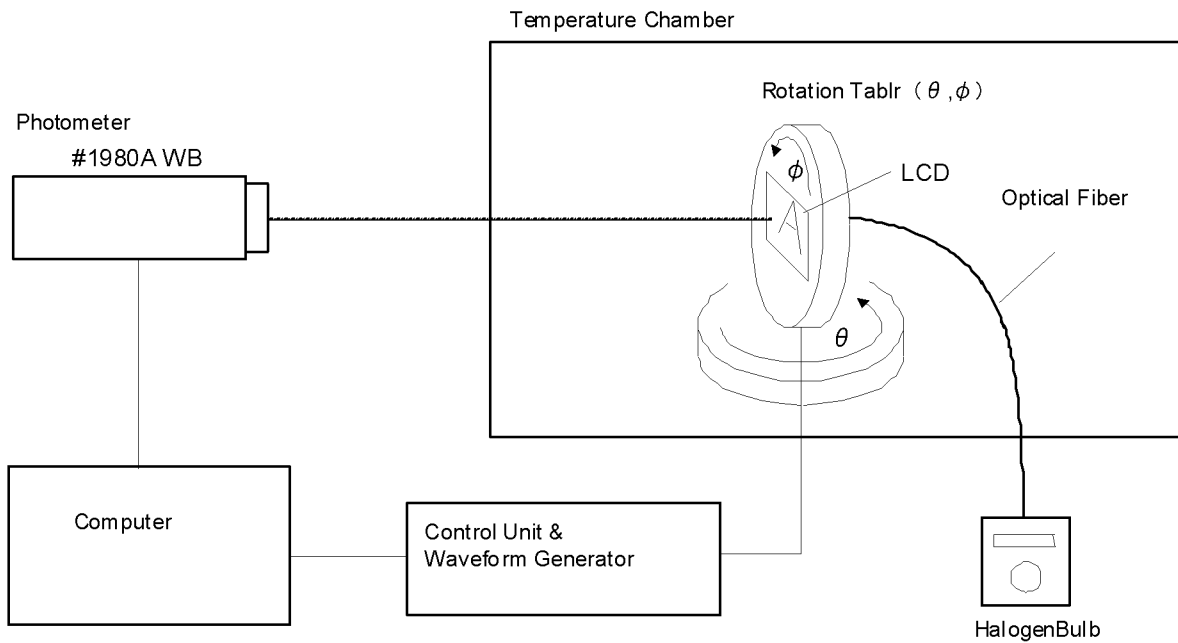 Temperature Chamber
Rotation Tablr (θ ,φ)
Photometer
#1980A WB
φ
LCD
A
Optical Fiber
θ
Computer
Control Unit &
Waveform Generator
HalogenBulb